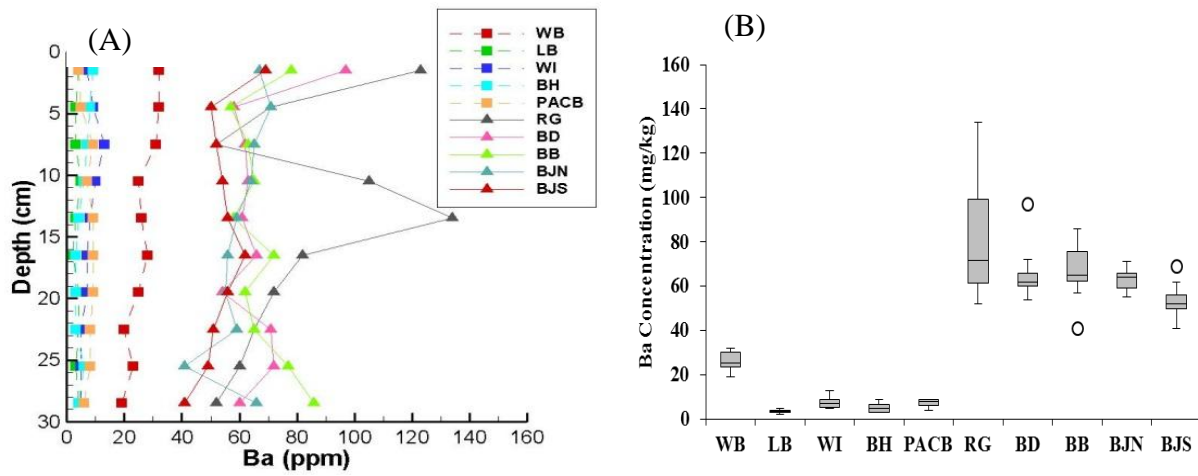 (A)
0
5
10
15
20
25
30
Depth (cm)
0 20 40 60 80 100 120 140 160
Ba (ppm)
WB
LB
WI
BH
PACB
RG
BD
BB
BJN
BJS
(B)
160
140
120
100
80
60
40
20
0
Ba Concentration (mg/kg)
WB LB WI BH PACB RG BD BB BJN BJS